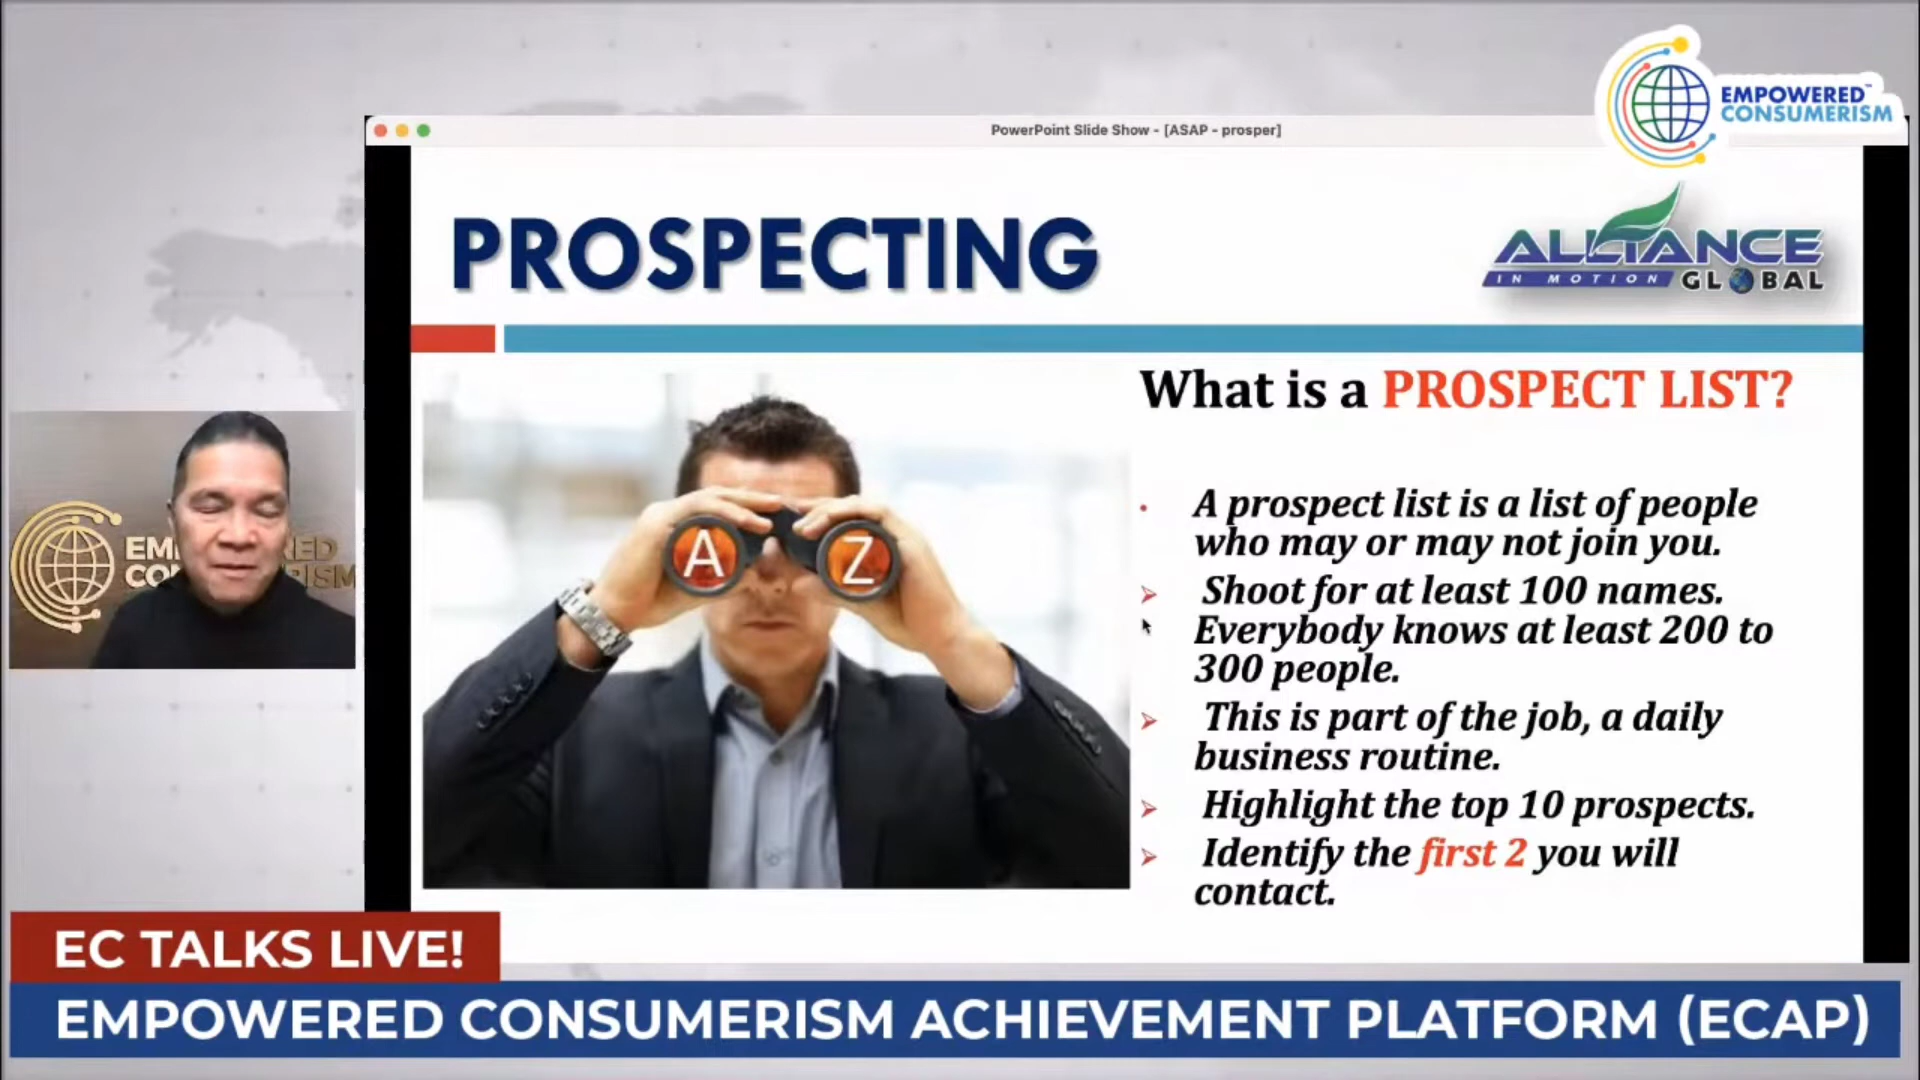 EMPOWERED™
CONSUMERISM
PowerPoint Slide Show - [ASAP - prosper]
PROSPECTING
ALLIANCE
IN MOTION GLOBAL
What is a PROSPECT LIST?
A Z
• A prospect list is a list of people
who may or may not join you.
➢ Shoot for at least 100 names.
Everybody knows at least 200 to
300 people.
➢ This is part of the job, a daily
business routine.
➢ Highlight the top 10 prospects.
➢ Identify the first 2 you will
contact.
EC TALKS LIVE!
EMPOWERED CONSUMERISM ACHIEVEMENT PLATFORM (ECAP)